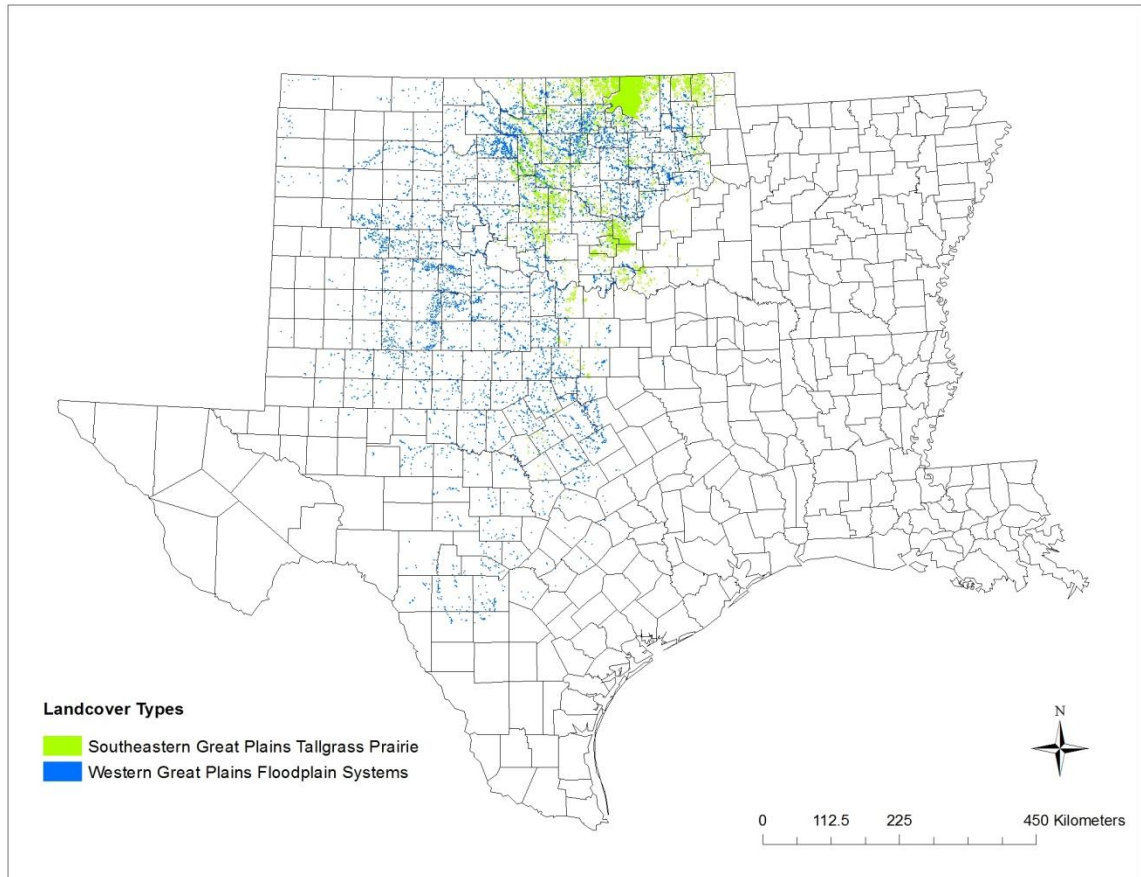 Landcover Types
Southeastern Great Plains Tallgrass Prairie
Western Great Plains Floodplain Systems
N
0 112.5 225 450 Kilometers